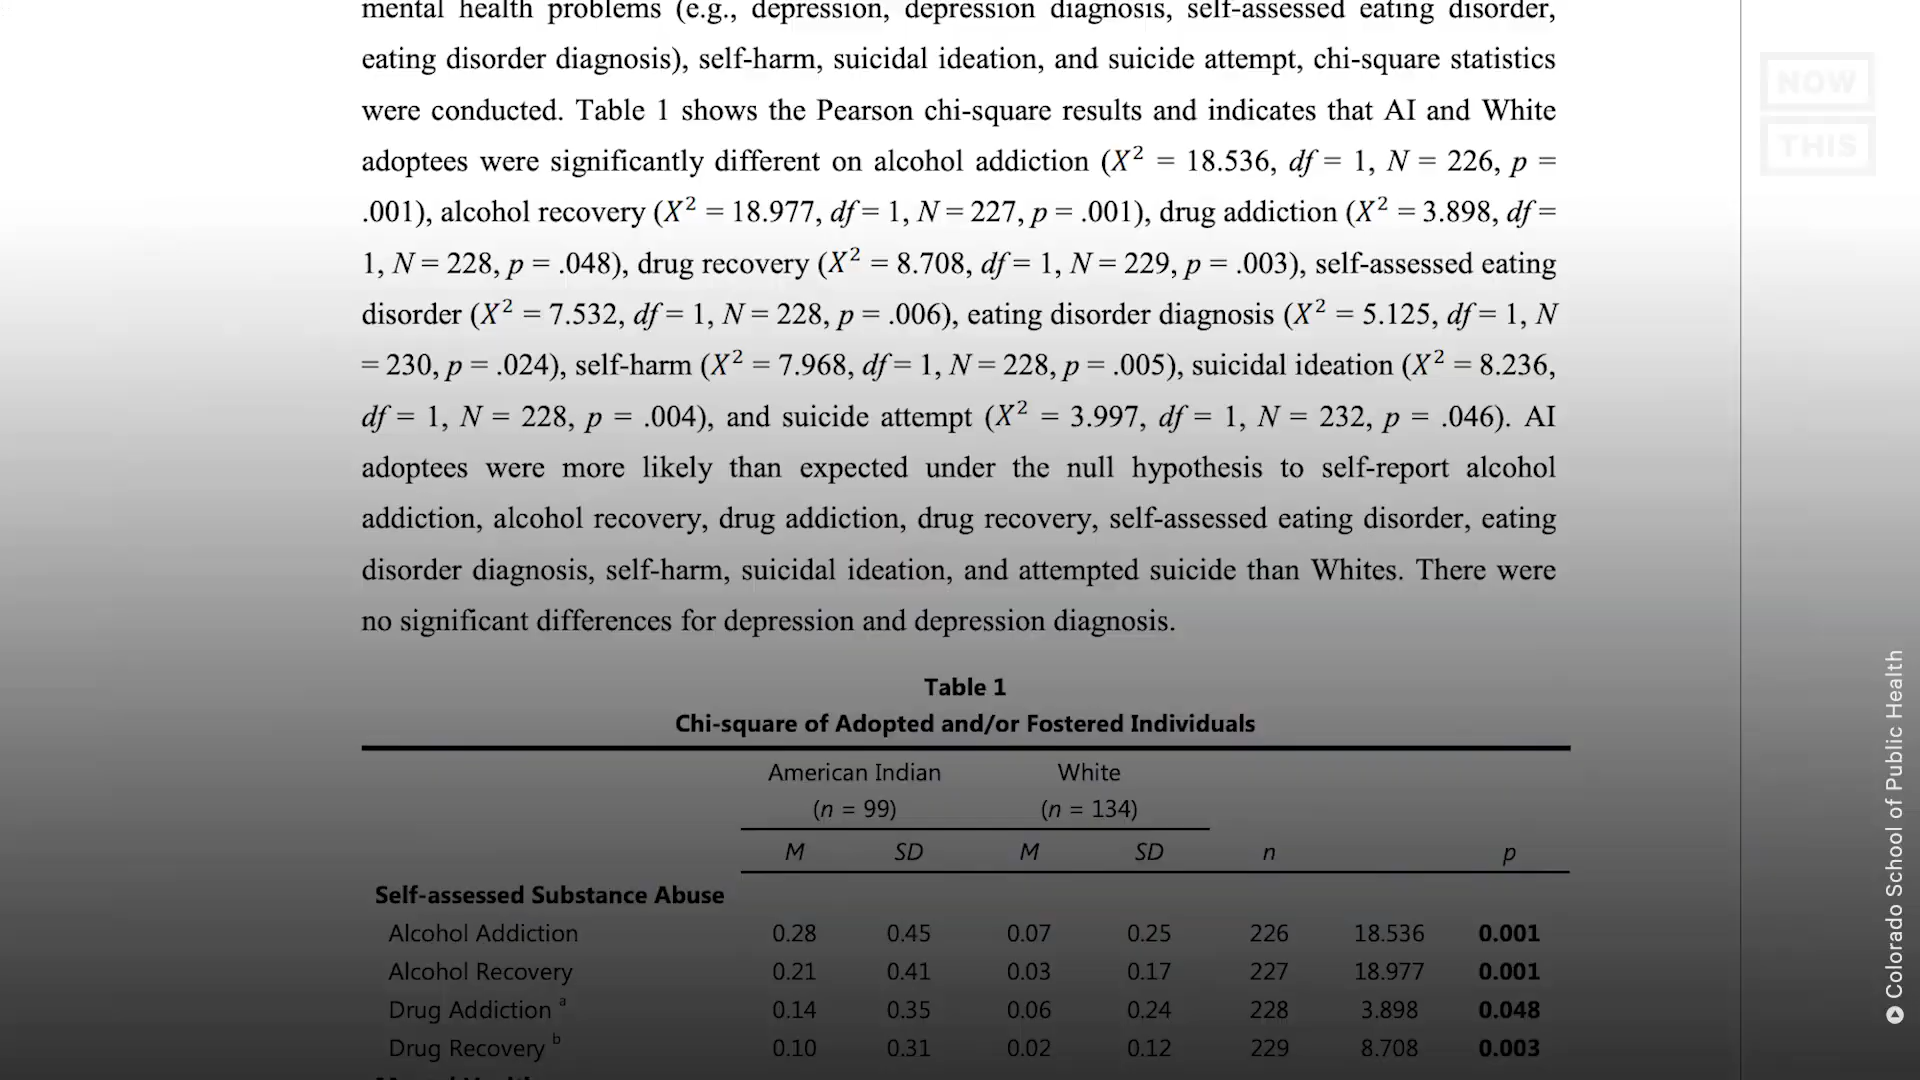 mental health problems (e.g., depression, depression diagnosis, self-assessed eating disorder,
eating disorder diagnosis), self-harm, suicidal ideation, and suicide attempt, chi-square statistics
were conducted. Table 1 shows the Pearson chi-square results and indicates that AI and White
adoptees were significantly different on alcohol addiction (X² = 18.536, df = 1, N = 226, p =
.001), alcohol recovery (X² = 18.977, df = 1, N = 227, p = .001), drug addiction (X² = 3.898, df =
1, N = 228, p = .048), drug recovery (X² = 8.708, df = 1, N = 229, p = .003), self-assessed eating
disorder (X² = 7.532, df = 1, N = 228, p = .006), eating disorder diagnosis (X² = 5.125, df = 1, N
= 230, p = .024), self-harm (X² = 7.968, df = 1, N = 228, p = .005), suicidal ideation (X² = 8.236,
df = 1, N = 228, p = .004), and suicide attempt (X² = 3.997, df = 1, N = 232, p = .046). AI
adoptees were more likely than expected under the null hypothesis to self-report alcohol
addiction, alcohol recovery, drug addiction, drug recovery, self-assessed eating disorder, eating
disorder diagnosis, self-harm, suicidal ideation, and attempted suicide than Whites. There were
no significant differences for depression and depression diagnosis.
Table 1
Chi-square of Adopted and/or Fostered Individuals
American Indian White
(n = 99) (n = 134)
M SD M SD n p
Self-assessed Substance Abuse
Alcohol Addiction 0.28 0.45 0.07 0.25 226 18.536 0.001
Alcohol Recovery 0.21 0.41 0.03 0.17 227 18.977 0.001
Drug Addiction ᵃ 0.14 0.35 0.06 0.24 228 3.898 0.048
Drug Recovery ᵇ 0.10 0.31 0.02 0.12 229 8.708 0.003
NOW
THIS
Colorado School of Public Health